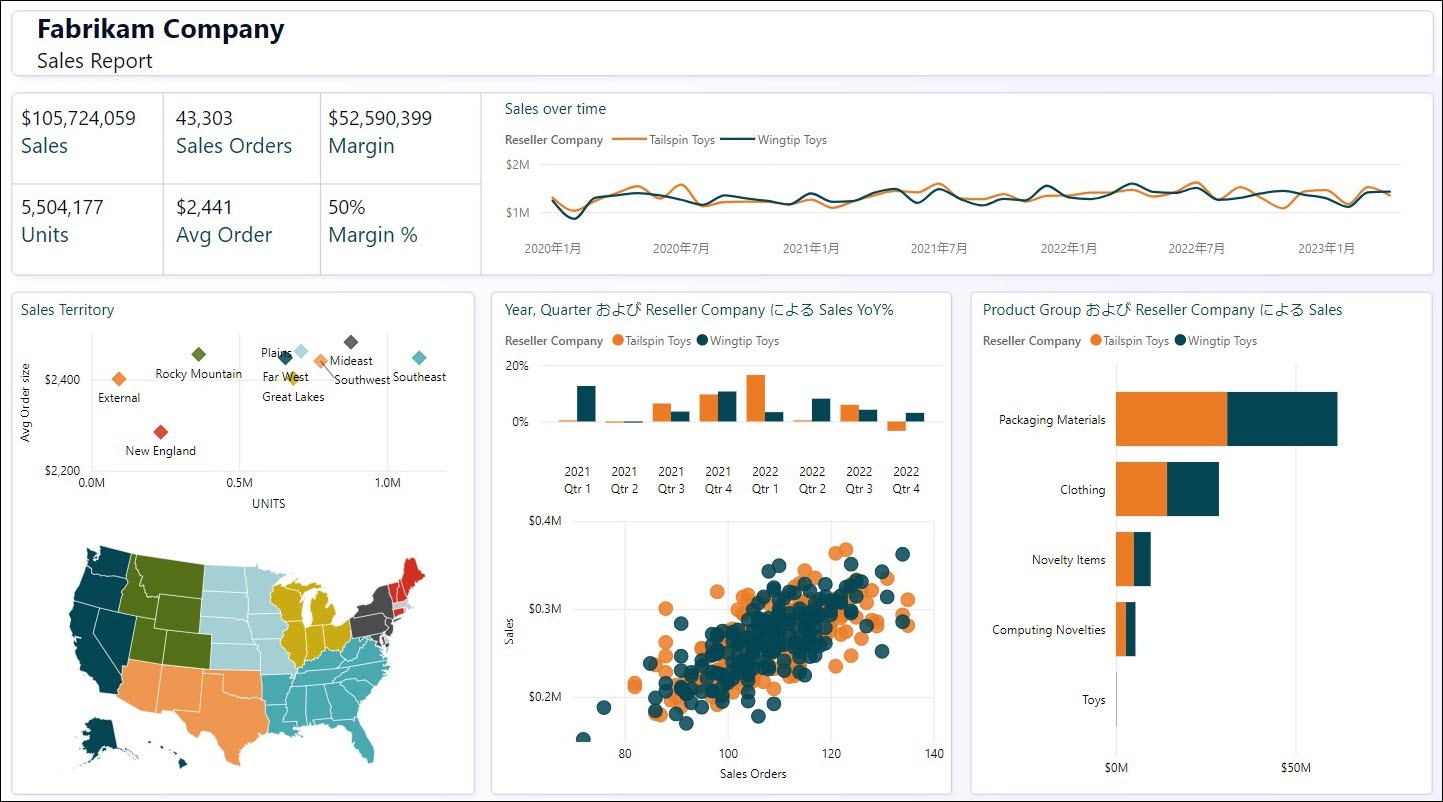 Fabrikam Company
Sales Report
$105,724,059
Sales
43,303
Sales Orders
$52,590,399
Margin
5,504,177
Units
$2,441
Avg Order
50%
Margin %
Sales over time
Reseller Company Tailspin Toys Wingtip Toys
$2M
$1M
2020年1月 2020年7月 2021年1月 2021年7月 2022年1月 2022年7月 2023年1月
Sales Territory
Avg Order size
$2,400
$2,200
Plains
Mideast
Rocky Mountain
Far West
Southwest
Southeast
External
Great Lakes
New England
0.0M 0.5M 1.0M
UNITS
Year, Quarter および Reseller Company による Sales YoY%
Reseller Company Tailspin Toys Wingtip Toys
20%
0%
2021 2021 2021 2021 2022 2022 2022 2022
Qtr 1 Qtr 2 Qtr 3 Qtr 4 Qtr 1 Qtr 2 Qtr 3 Qtr 4
$0.4M
$0.3M
Sales
$0.2M
80 100 120 140
Sales Orders
Product Group および Reseller Company による Sales
Reseller Company Tailspin Toys Wingtip Toys
Packaging Materials
Clothing
Novelty Items
Computing Novelties
Toys
$0M $50M